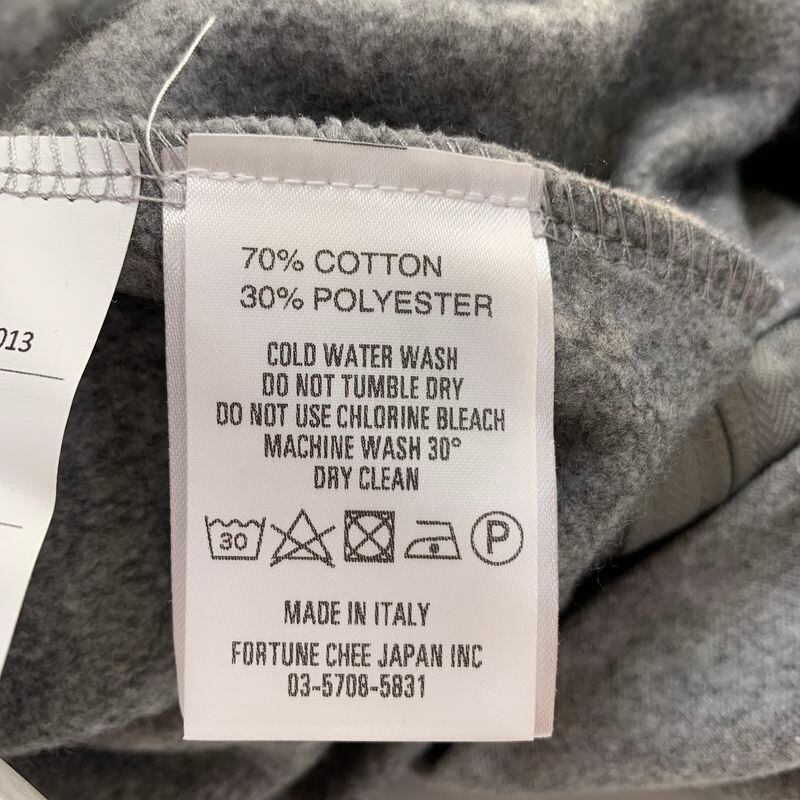 013
70% COTTON
30% POLYESTER
COLD WATER WASH
DO NOT TUMBLE DRY
DO NOT USE CHLORINE BLEACH
MACHINE WASH 30°
DRY CLEAN
30
P
MADE IN ITALY
FORTUNE CHEE JAPAN INC
03-5708-5831